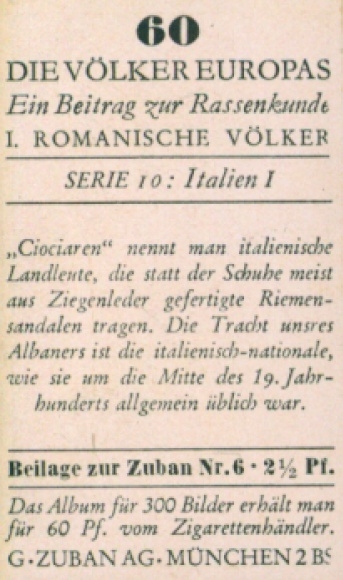 60
DIE VÖLKER EUROPAS
Ein Beitrag zur Rassenkunde
I. ROMANISCHE VÖLKER
SERIE 10: Italien I
„Ciociaren“ nennt man italienische
Landleute, die statt der Schuhe meist
aus Ziegenleder gefertigte Riemen-
sandalen tragen. Die Tracht unsres
Albaners ist die italienisch-nationale,
wie sie um die Mitte des 19. Jahr-
hunderts allgemein üblich war.
Beilage zur Zuban Nr. 6 · 2½ Pf.
Das Album für 300 Bilder erhält man
für 60 Pf. vom Zigarettenhändler.
G·ZUBAN AG·MÜNCHEN 2 BS